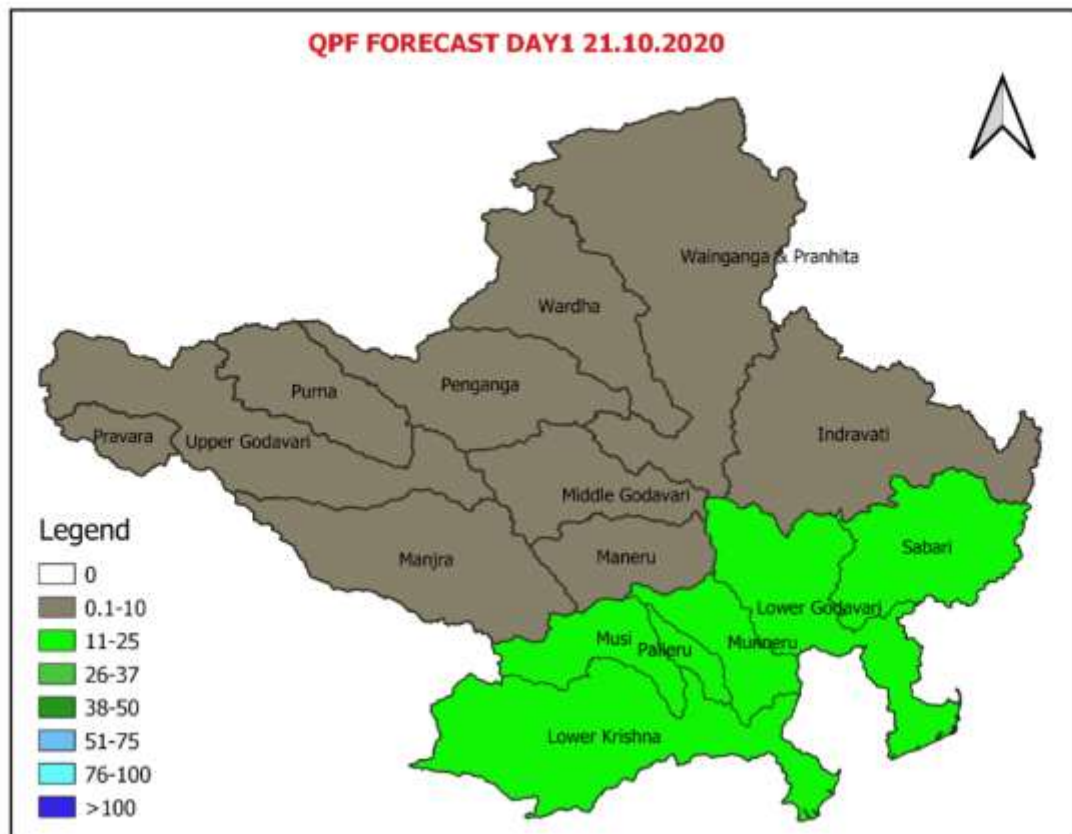 QPF FORECAST DAY1 21.10.2020
Wainganga & Pranhita
Wardha
Purna
Penganga
Pravara
Upper Godavari
Indravati
Middle Godavari
Manjra
Maneru
Sabari
Lower Godavari
Musi
Palleru
Munneru
Lower Krishna
Legend
0
0.1-10
11-25
26-37
38-50
51-75
76-100
>100